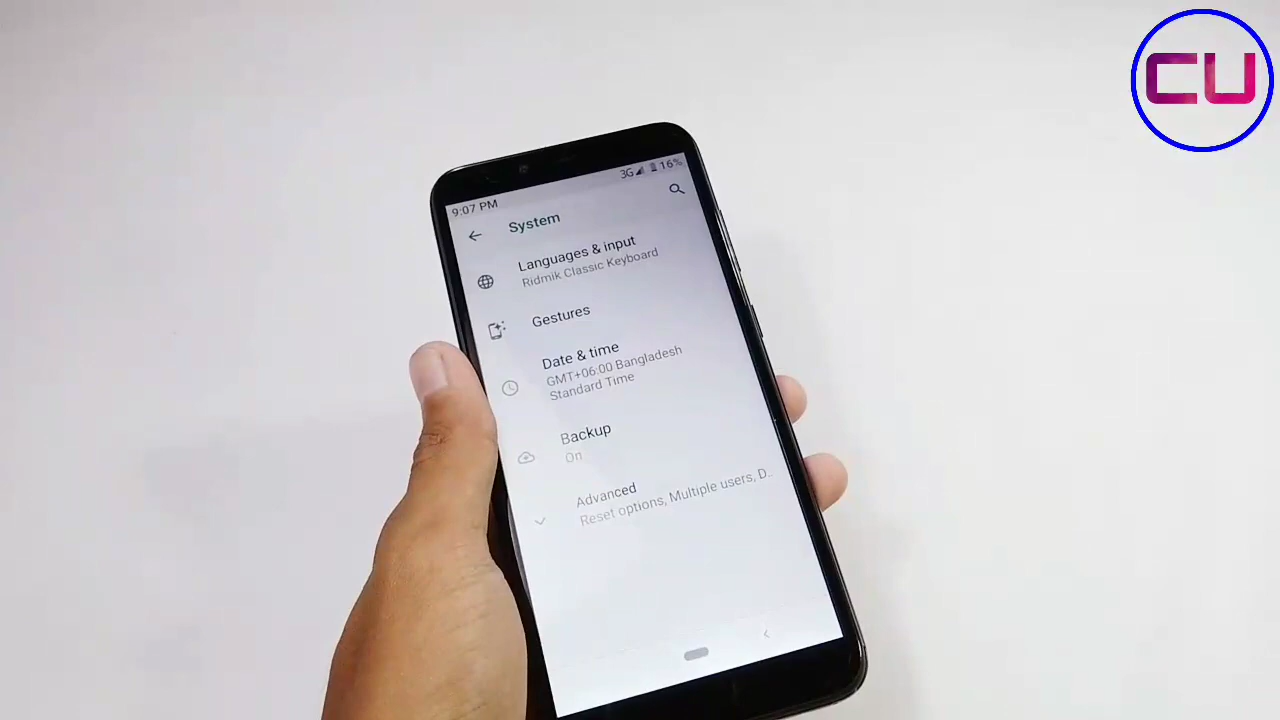 CU
9:07 PM 3G 16%
System
Languages & input
Ridmik Classic Keyboard
Gestures
Date & time
GMT+06:00 Bangladesh
Standard Time
Backup
On
Advanced
Reset options, Multiple users, D..